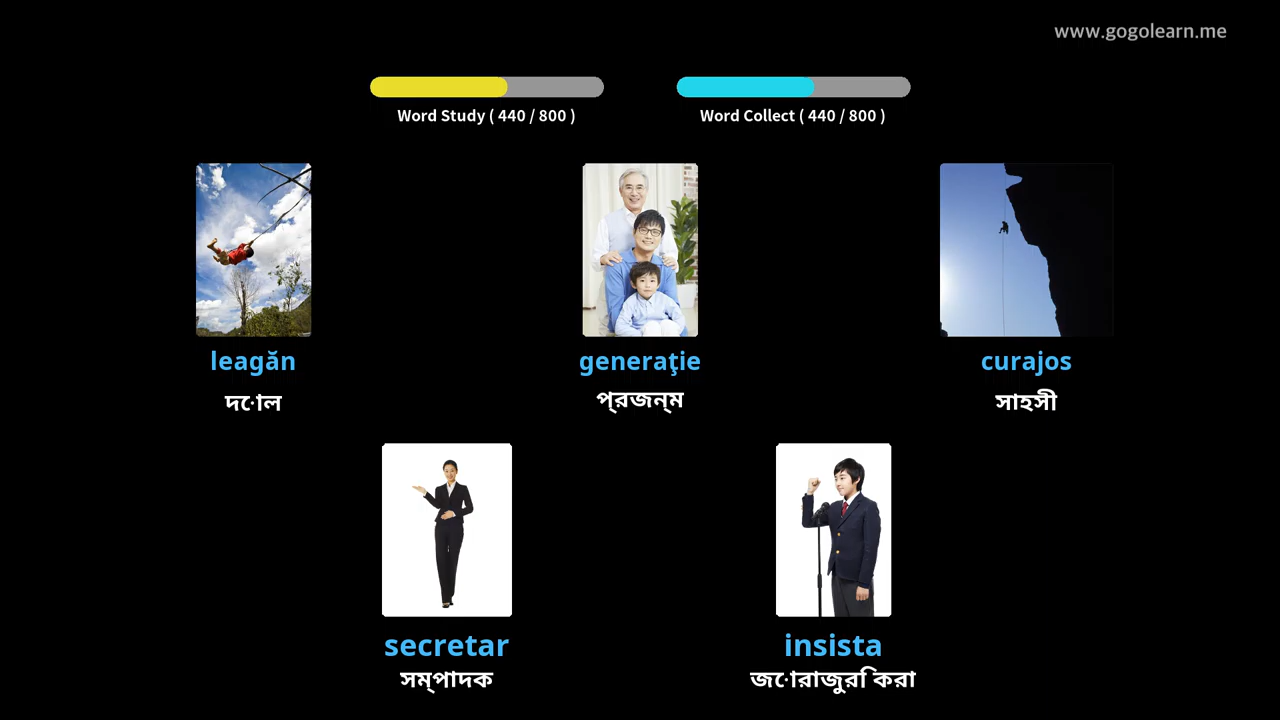 www.gogolearn.me
Word Study ( 440 / 800 )
Word Collect ( 440 / 800 )
leagăn
generaţie
curajos
দোল
প্রজন্ম
সাহসী
secretar
insista
সম্পাদক
জোরাজুরি করা